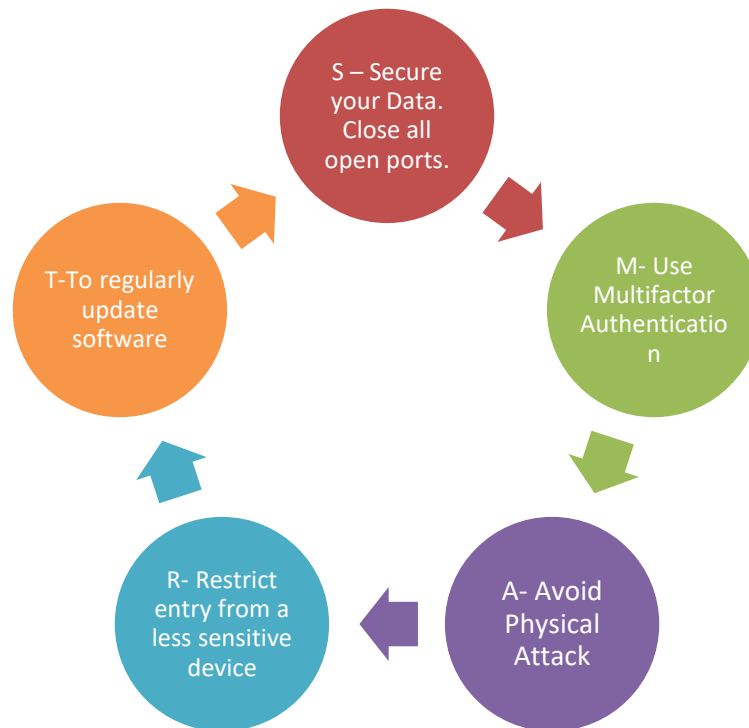 S – Secure
your Data.
Close all
open ports.
M- Use
Multifactor
Authenticatio
n
A- Avoid
Physical
Attack
R- Restrict
entry from a
less sensitive
device
T-To regularly
update
software